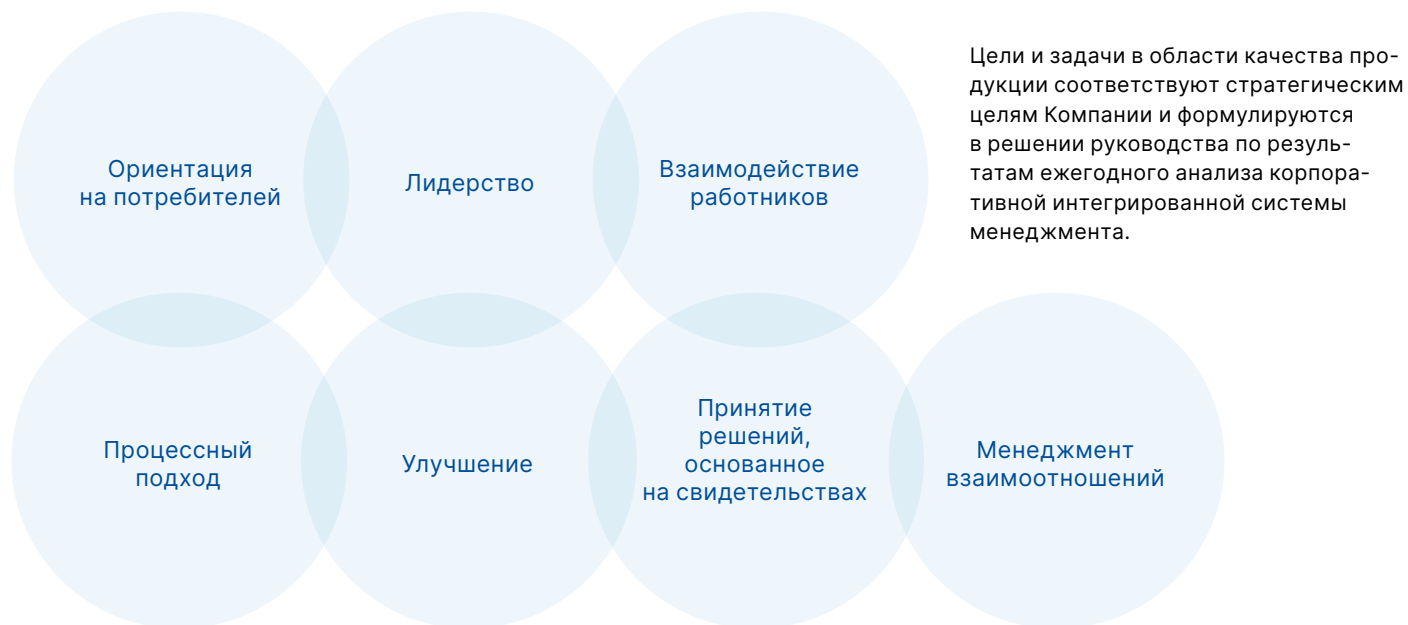 Ориентация
на потребителей
Лидерство
Взаимодействие
работников
Цели и задачи в области качества про-
дукции соответствуют стратегическим
целям Компании и формулируются
в решении руководства по резуль-
татам ежегодного анализа корпора-
тивной интегрированной системы
менеджмента.
Процессный
подход
Улучшение
Принятие
решений,
основанное
на свидетельствах
Менеджмент
взаимоотношений